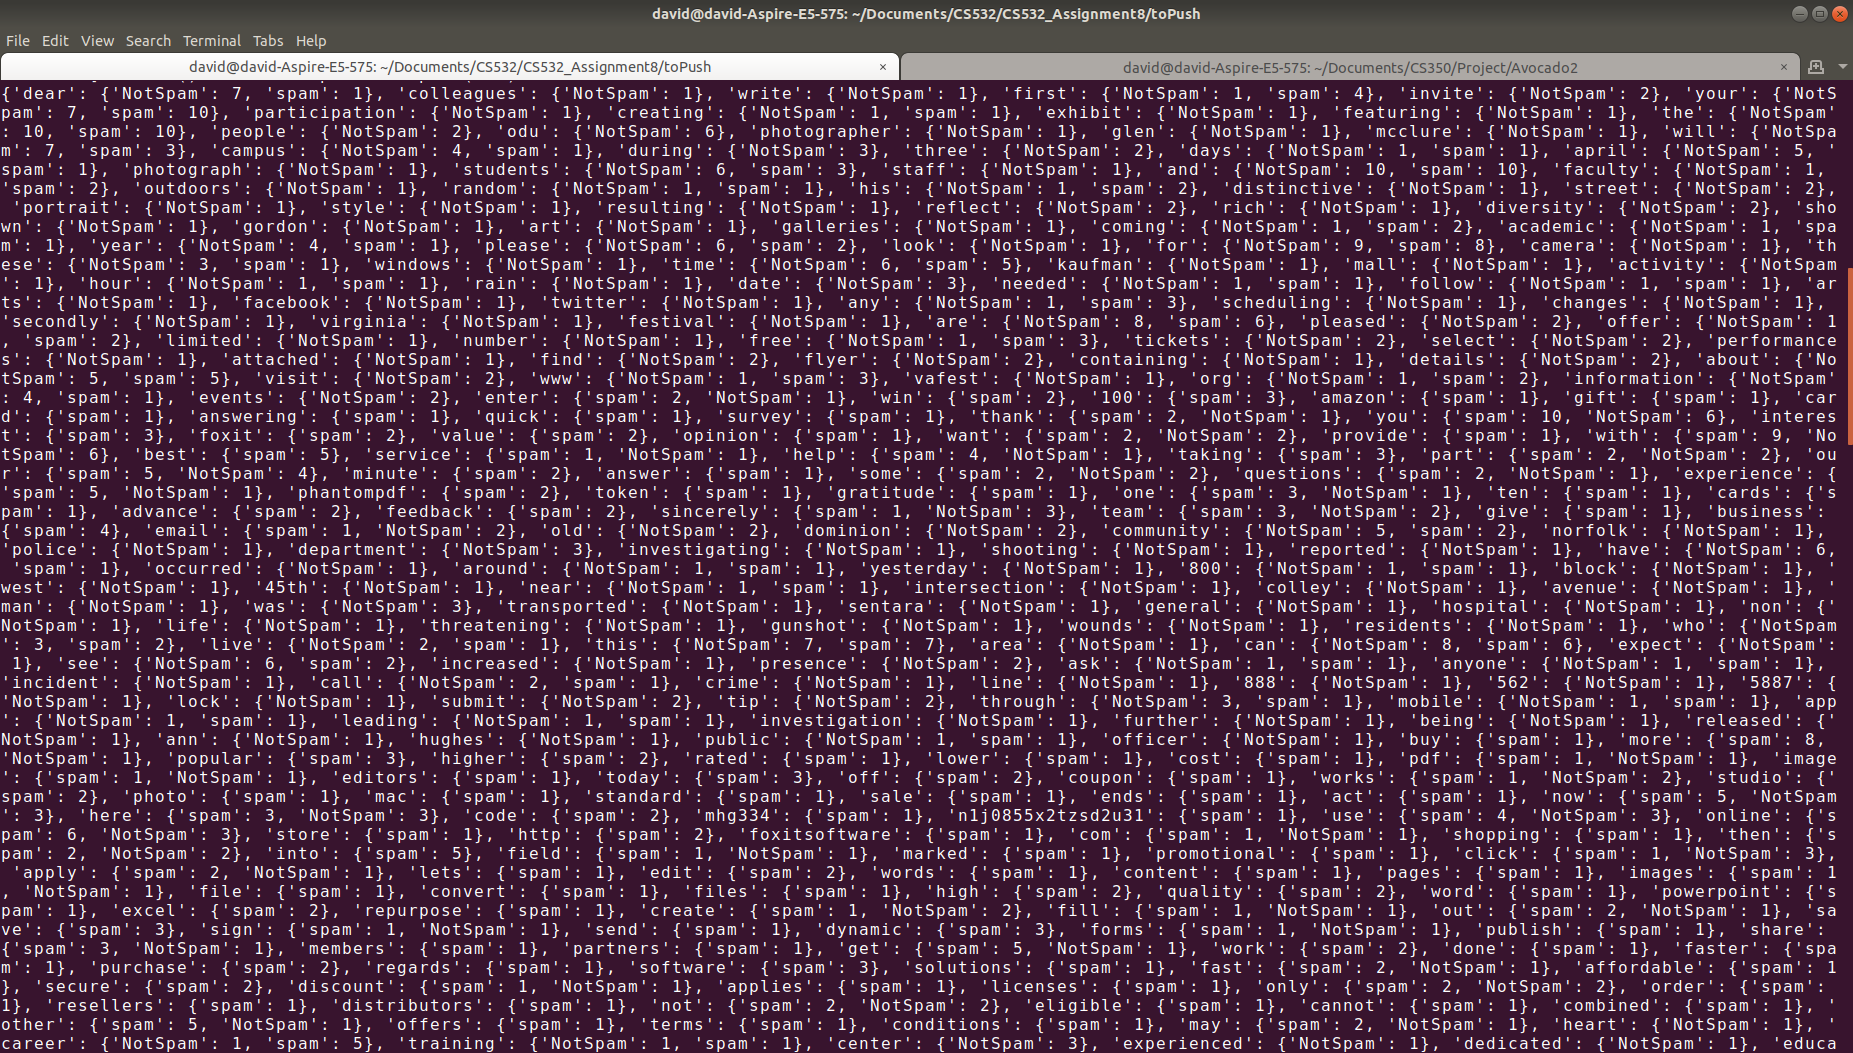 david@david-Aspire-E5-575: ~/Documents/CS532/CS532_Assignment8/toPush
File Edit View Search Terminal Tabs Help
david@david-Aspire-E5-575: ~/Documents/CS532/CS532_Assignment8/toPush × david@david-Aspire-E5-575: ~/Documents/CS350/Project/Avocado2 ×
{'dear': {'NotSpam': 7, 'spam': 1}, 'colleagues': {'NotSpam': 1}, 'write': {'NotSpam': 1}, 'first': {'NotSpam': 1, 'spam': 4}, 'invite': {'NotSpam': 2}, 'your': {'NotS
pam': 7, 'spam': 10}, 'participation': {'NotSpam': 1}, 'creating': {'NotSpam': 1, 'spam': 1}, 'exhibit': {'NotSpam': 1}, 'featuring': {'NotSpam': 1}, 'the': {'NotSpam'
: 10, 'spam': 10}, 'people': {'NotSpam': 2}, 'odu': {'NotSpam': 6}, 'photographer': {'NotSpam': 1}, 'glen': {'NotSpam': 1}, 'mcclure': {'NotSpam': 1}, 'will': {'NotSpa
m': 7, 'spam': 3}, 'campus': {'NotSpam': 4, 'spam': 1}, 'during': {'NotSpam': 3}, 'three': {'NotSpam': 2}, 'days': {'NotSpam': 1, 'spam': 1}, 'april': {'NotSpam': 5, '
spam': 1}, 'photograph': {'NotSpam': 1}, 'students': {'NotSpam': 6, 'spam': 3}, 'staff': {'NotSpam': 1}, 'and': {'NotSpam': 10, 'spam': 10}, 'faculty': {'NotSpam': 1,
'spam': 2}, 'outdoors': {'NotSpam': 1}, 'random': {'NotSpam': 1, 'spam': 1}, 'his': {'NotSpam': 1, 'spam': 2}, 'distinctive': {'NotSpam': 1}, 'street': {'NotSpam': 2},
'portrait': {'NotSpam': 1}, 'style': {'NotSpam': 1}, 'resulting': {'NotSpam': 1}, 'reflect': {'NotSpam': 2}, 'rich': {'NotSpam': 1}, 'diversity': {'NotSpam': 2}, 'sho
wn': {'NotSpam': 1}, 'gordon': {'NotSpam': 1}, 'art': {'NotSpam': 1}, 'galleries': {'NotSpam': 1}, 'coming': {'NotSpam': 1, 'spam': 2}, 'academic': {'NotSpam': 1, 'spa
m': 1}, 'year': {'NotSpam': 4, 'spam': 1}, 'please': {'NotSpam': 6, 'spam': 2}, 'look': {'NotSpam': 1}, 'for': {'NotSpam': 9, 'spam': 8}, 'camera': {'NotSpam': 1}, 'th
ese': {'NotSpam': 3, 'spam': 1}, 'windows': {'NotSpam': 1}, 'time': {'NotSpam': 6, 'spam': 5}, 'kaufman': {'NotSpam': 1}, 'mall': {'NotSpam': 1}, 'activity': {'NotSpam
': 1}, 'hour': {'NotSpam': 1, 'spam': 1}, 'rain': {'NotSpam': 1}, 'date': {'NotSpam': 3}, 'needed': {'NotSpam': 1, 'spam': 1}, 'follow': {'NotSpam': 1, 'spam': 1}, 'ar
ts': {'NotSpam': 1}, 'facebook': {'NotSpam': 1}, 'twitter': {'NotSpam': 1}, 'any': {'NotSpam': 1, 'spam': 3}, 'scheduling': {'NotSpam': 1}, 'changes': {'NotSpam': 1},
'secondly': {'NotSpam': 1}, 'virginia': {'NotSpam': 1}, 'festival': {'NotSpam': 1}, 'are': {'NotSpam': 8, 'spam': 6}, 'pleased': {'NotSpam': 2}, 'offer': {'NotSpam': 1
, 'spam': 2}, 'limited': {'NotSpam': 1}, 'number': {'NotSpam': 1}, 'free': {'NotSpam': 1, 'spam': 3}, 'tickets': {'NotSpam': 2}, 'select': {'NotSpam': 2}, 'performance
s': {'NotSpam': 1}, 'attached': {'NotSpam': 1}, 'find': {'NotSpam': 2}, 'flyer': {'NotSpam': 2}, 'containing': {'NotSpam': 1}, 'details': {'NotSpam': 2}, 'about': {'No
tSpam': 5, 'spam': 5}, 'visit': {'NotSpam': 2}, 'www': {'NotSpam': 1, 'spam': 3}, 'vafest': {'NotSpam': 1}, 'org': {'NotSpam': 1, 'spam': 2}, 'information': {'NotSpam'
: 4, 'spam': 1}, 'events': {'NotSpam': 2}, 'enter': {'spam': 2, 'NotSpam': 1}, 'win': {'spam': 2}, '100': {'spam': 3}, 'amazon': {'spam': 1}, 'gift': {'spam': 1}, 'car
d': {'spam': 1}, 'answering': {'spam': 1}, 'quick': {'spam': 1}, 'survey': {'spam': 1}, 'thank': {'spam': 2, 'NotSpam': 1}, 'you': {'spam': 10, 'NotSpam': 6}, 'interes
t': {'spam': 3}, 'foxit': {'spam': 2}, 'value': {'spam': 2}, 'opinion': {'spam': 1}, 'want': {'spam': 2, 'NotSpam': 2}, 'provide': {'spam': 1}, 'with': {'spam': 9, 'No
tSpam': 6}, 'best': {'spam': 5}, 'service': {'spam': 1, 'NotSpam': 1}, 'help': {'spam': 4, 'NotSpam': 1}, 'taking': {'spam': 3}, 'part': {'spam': 2, 'NotSpam': 2}, 'ou
r': {'spam': 5, 'NotSpam': 4}, 'minute': {'spam': 2}, 'answer': {'spam': 1}, 'some': {'spam': 2, 'NotSpam': 2}, 'questions': {'spam': 2, 'NotSpam': 1}, 'experience': {
'spam': 5, 'NotSpam': 1}, 'phantompdf': {'spam': 2}, 'token': {'spam': 1}, 'gratitude': {'spam': 1}, 'one': {'spam': 3, 'NotSpam': 1}, 'ten': {'spam': 1}, 'cards': {'s
pam': 1}, 'advance': {'spam': 2}, 'feedback': {'spam': 2}, 'sincerely': {'spam': 1, 'NotSpam': 3}, 'team': {'spam': 3, 'NotSpam': 2}, 'give': {'spam': 1}, 'business':
{'spam': 4}, 'email': {'spam': 1, 'NotSpam': 2}, 'old': {'NotSpam': 2}, 'dominion': {'NotSpam': 2}, 'community': {'NotSpam': 5, 'spam': 2}, 'norfolk': {'NotSpam': 1},
'police': {'NotSpam': 1}, 'department': {'NotSpam': 3}, 'investigating': {'NotSpam': 1}, 'shooting': {'NotSpam': 1}, 'reported': {'NotSpam': 1}, 'have': {'NotSpam': 6,
'spam': 1}, 'occurred': {'NotSpam': 1}, 'around': {'NotSpam': 1, 'spam': 1}, 'yesterday': {'NotSpam': 1}, '800': {'NotSpam': 1, 'spam': 1}, 'block': {'NotSpam': 1}, '
west': {'NotSpam': 1}, '45th': {'NotSpam': 1}, 'near': {'NotSpam': 1, 'spam': 1}, 'intersection': {'NotSpam': 1}, 'colley': {'NotSpam': 1}, 'avenue': {'NotSpam': 1}, '
man': {'NotSpam': 1}, 'was': {'NotSpam': 3}, 'transported': {'NotSpam': 1}, 'sentara': {'NotSpam': 1}, 'general': {'NotSpam': 1}, 'hospital': {'NotSpam': 1}, 'non': {'
NotSpam': 1}, 'life': {'NotSpam': 1}, 'threatening': {'NotSpam': 1}, 'gunshot': {'NotSpam': 1}, 'wounds': {'NotSpam': 1}, 'residents': {'NotSpam': 1}, 'who': {'NotSpam
': 3, 'spam': 2}, 'live': {'NotSpam': 2, 'spam': 1}, 'this': {'NotSpam': 7, 'spam': 7}, 'area': {'NotSpam': 1}, 'can': {'NotSpam': 8, 'spam': 6}, 'expect': {'NotSpam':
1}, 'see': {'NotSpam': 6, 'spam': 2}, 'increased': {'NotSpam': 1}, 'presence': {'NotSpam': 2}, 'ask': {'NotSpam': 1, 'spam': 1}, 'anyone': {'NotSpam': 1, 'spam': 1},
'incident': {'NotSpam': 1}, 'call': {'NotSpam': 2, 'spam': 1}, 'crime': {'NotSpam': 1}, 'line': {'NotSpam': 1}, '888': {'NotSpam': 1}, '562': {'NotSpam': 1}, '5887': {
'NotSpam': 1}, 'lock': {'NotSpam': 1}, 'submit': {'NotSpam': 2}, 'tip': {'NotSpam': 2}, 'through': {'NotSpam': 3, 'spam': 1}, 'mobile': {'NotSpam': 1, 'spam': 1}, 'app
': {'NotSpam': 1, 'spam': 1}, 'leading': {'NotSpam': 1, 'spam': 1}, 'investigation': {'NotSpam': 1}, 'further': {'NotSpam': 1}, 'being': {'NotSpam': 1}, 'released': {'
NotSpam': 1}, 'ann': {'NotSpam': 1}, 'hughes': {'NotSpam': 1}, 'public': {'NotSpam': 1, 'spam': 1}, 'officer': {'NotSpam': 1}, 'buy': {'spam': 1}, 'more': {'spam': 8,
'NotSpam': 1}, 'popular': {'spam': 3}, 'higher': {'spam': 2}, 'rated': {'spam': 1}, 'lower': {'spam': 1}, 'cost': {'spam': 1}, 'pdf': {'spam': 1, 'NotSpam': 1}, 'image
': {'spam': 1, 'NotSpam': 1}, 'editors': {'spam': 1}, 'today': {'spam': 3}, 'off': {'spam': 2}, 'coupon': {'spam': 1}, 'works': {'spam': 1, 'NotSpam': 2}, 'studio': {'
spam': 2}, 'photo': {'spam': 1}, 'mac': {'spam': 1}, 'standard': {'spam': 1}, 'sale': {'spam': 1}, 'ends': {'spam': 1}, 'act': {'spam': 1}, 'now': {'spam': 5, 'NotSpam
': 3}, 'here': {'spam': 3, 'NotSpam': 3}, 'code': {'spam': 2}, 'mhg334': {'spam': 1}, 'n1j0855x2tzsd2u31': {'spam': 1}, 'use': {'spam': 4, 'NotSpam': 3}, 'online': {'s
pam': 6, 'NotSpam': 3}, 'store': {'spam': 1}, 'http': {'spam': 2}, 'foxitsoftware': {'spam': 1}, 'com': {'spam': 1, 'NotSpam': 1}, 'shopping': {'spam': 1}, 'then': {'s
pam': 2, 'NotSpam': 2}, 'into': {'spam': 5}, 'field': {'spam': 1, 'NotSpam': 1}, 'marked': {'spam': 1}, 'promotional': {'spam': 1}, 'click': {'spam': 1, 'NotSpam': 3},
'apply': {'spam': 2, 'NotSpam': 1}, 'lets': {'spam': 1}, 'edit': {'spam': 2}, 'words': {'spam': 1}, 'content': {'spam': 1}, 'pages': {'spam': 1}, 'images': {'spam': 1
, 'NotSpam': 1}, 'file': {'spam': 1}, 'convert': {'spam': 1}, 'files': {'spam': 1}, 'high': {'spam': 2}, 'quality': {'spam': 2}, 'word': {'spam': 1}, 'powerpoint': {'s
pam': 1}, 'excel': {'spam': 2}, 'repurpose': {'spam': 1}, 'create': {'spam': 1, 'NotSpam': 2}, 'fill': {'spam': 1, 'NotSpam': 1}, 'out': {'spam': 2, 'NotSpam': 1}, 'sa
ve': {'spam': 3}, 'sign': {'spam': 1, 'NotSpam': 1}, 'send': {'spam': 1}, 'dynamic': {'spam': 3}, 'forms': {'spam': 1, 'NotSpam': 1}, 'publish': {'spam': 1}, 'share':
{'spam': 3, 'NotSpam': 1}, 'members': {'spam': 1}, 'partners': {'spam': 1}, 'get': {'spam': 5, 'NotSpam': 1}, 'work': {'spam': 2}, 'done': {'spam': 1}, 'faster': {'spa
m': 1}, 'purchase': {'spam': 2}, 'regards': {'spam': 1}, 'software': {'spam': 3}, 'solutions': {'spam': 1}, 'fast': {'spam': 2, 'NotSpam': 1}, 'affordable': {'spam': 1
}, 'secure': {'spam': 2}, 'discount': {'spam': 1, 'NotSpam': 1}, 'applies': {'spam': 1}, 'licenses': {'spam': 1}, 'only': {'spam': 2, 'NotSpam': 2}, 'order': {'spam':
1}, 'resellers': {'spam': 1}, 'distributors': {'spam': 1}, 'not': {'spam': 2, 'NotSpam': 2}, 'eligible': {'spam': 1}, 'cannot': {'spam': 1}, 'combined': {'spam': 1}, '
other': {'spam': 5, 'NotSpam': 1}, 'offers': {'spam': 1}, 'terms': {'spam': 1}, 'conditions': {'spam': 1}, 'may': {'spam': 2, 'NotSpam': 1}, 'heart': {'NotSpam': 1}, '
career': {'NotSpam': 1, 'spam': 5}, 'training': {'NotSpam': 1, 'spam': 1}, 'center': {'NotSpam': 3}, 'experienced': {'NotSpam': 1}, 'dedicated': {'NotSpam': 1}, 'educa